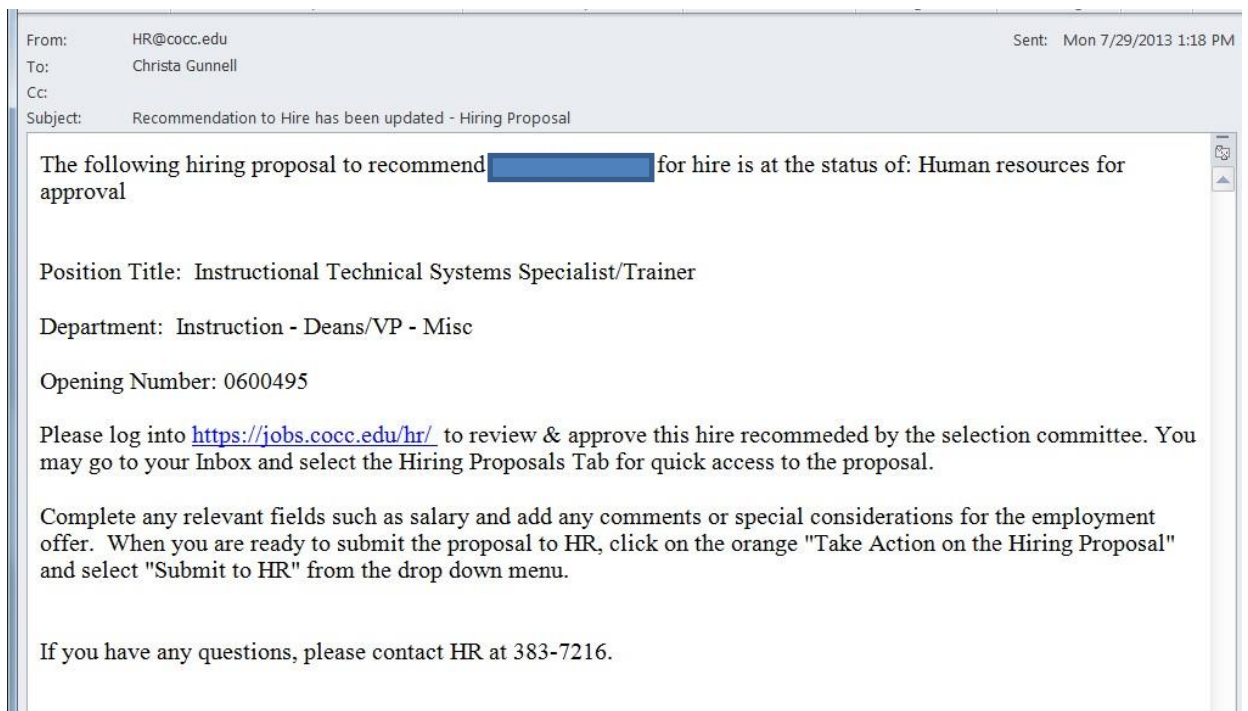 From: HR@cocc.edu Sent: Mon 7/29/2013 1:18 PM
To: Christa Gunnell
Cc:
Subject: Recommendation to Hire has been updated - Hiring Proposal
The following hiring proposal to recommend for hire is at the status of: Human resources for
approval
Position Title: Instructional Technical Systems Specialist/Trainer
Department: Instruction - Deans/VP - Misc
Opening Number: 0600495
Please log into https://jobs.cocc.edu/hr/ to review & approve this hire recommeded by the selection committee. You
may go to your Inbox and select the Hiring Proposals Tab for quick access to the proposal.
Complete any relevant fields such as salary and add any comments or special considerations for the employment
offer. When you are ready to submit the proposal to HR, click on the orange "Take Action on the Hiring Proposal"
and select "Submit to HR" from the drop down menu.
If you have any questions, please contact HR at 383-7216.